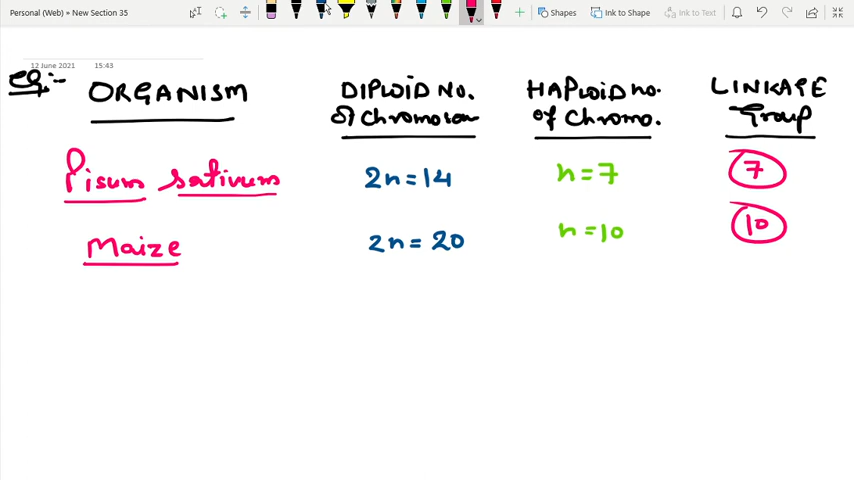 Personal (Web) » New Section 35
Shapes
Ink to Shape
Ink to Text
12 June 2021 15:43
Eg:-
ORGANISM
DIPLOID NO. of Chromosom
HAPLOID no. of Chromo.
LINKAGE Group
Pisum sativum 2n=14 n=7 7
Maize 2n=20 n=10 10